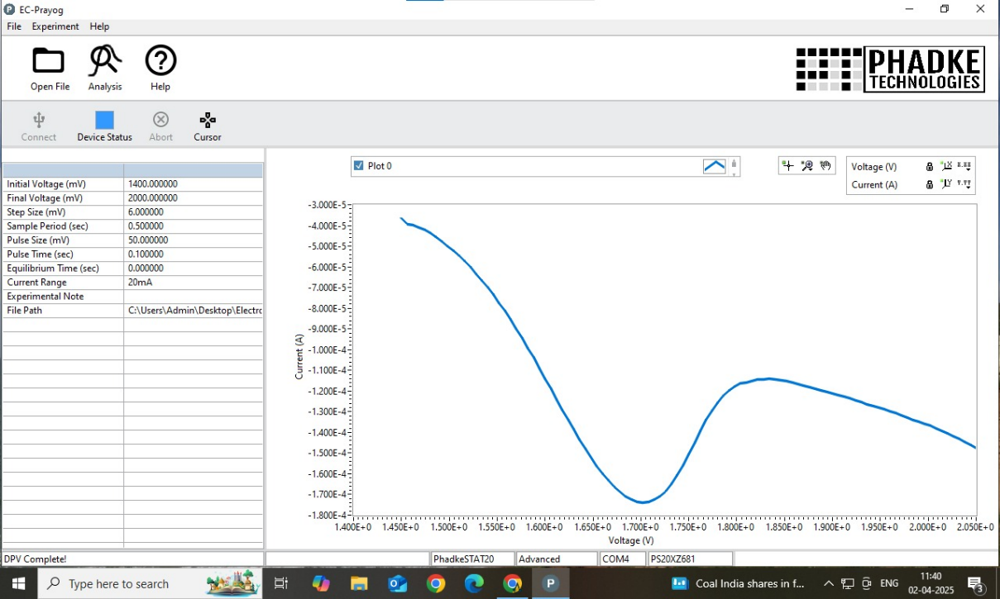 EC-Prayog
File Experiment Help
Open File Analysis Help
PHADKE
TECHNOLOGIES
Connect Device Status Abort Cursor
Plot 0
Voltage (V)
Current (A)
Initial Voltage (mV) 1400.000000
Final Voltage (mV) 2000.000000
Step Size (mV) 6.000000
Sample Period (sec) 0.500000
Pulse Size (mV) 50.000000
Pulse Time (sec) 0.100000
Equilibrium Time (sec) 0.000000
Current Range 20mA
Experimental Note
File Path C:\Users\Admin\Desktop\Electrc
-3.000E-5
-4.000E-5
-5.000E-5
-6.000E-5
-7.000E-5
-8.000E-5
-9.000E-5
-1.000E-4
-1.100E-4
-1.200E-4
-1.300E-4
-1.400E-4
-1.500E-4
-1.600E-4
-1.700E-4
-1.800E-4
Current (A)
1.400E+0 1.450E+0 1.500E+0 1.550E+0 1.600E+0 1.650E+0 1.700E+0 1.750E+0 1.800E+0 1.850E+0 1.900E+0 1.950E+0 2.000E+0 2.050E+0
Voltage (V)
DPV Complete! PhadkeSTAT20 Advanced COM4 PS20XZ681
Type here to search
Coal India shares in f...
ENG
11:40
02-04-2025
3